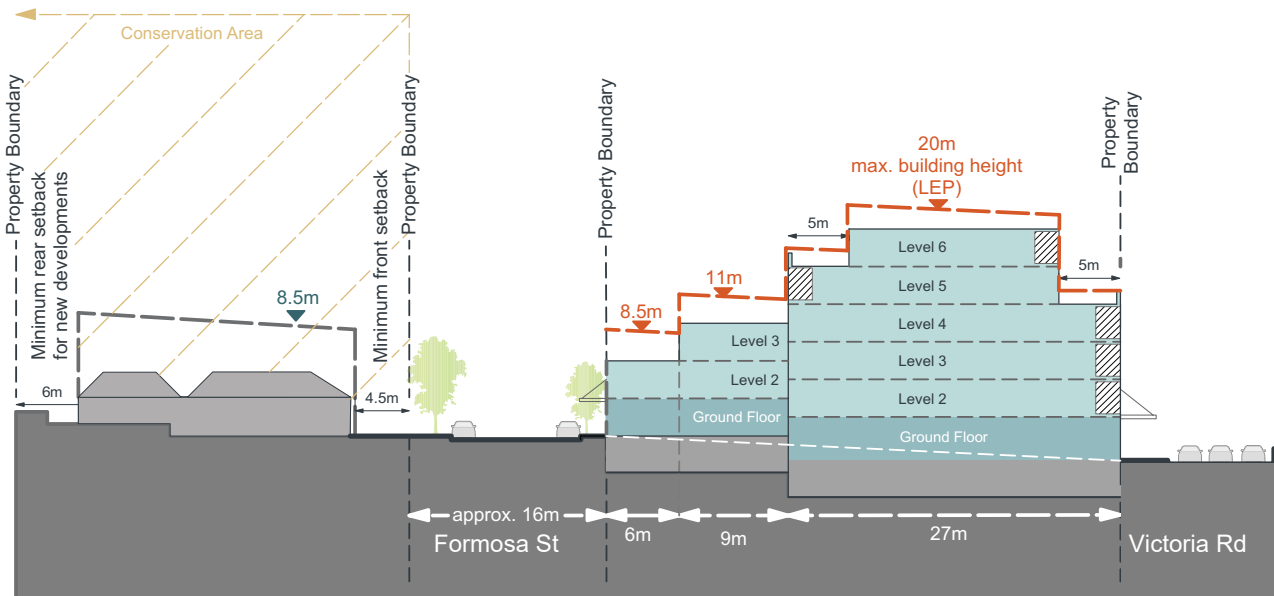 Conservation Area
Property Boundary
Minimum rear setback
for new developments
8.5m
Minimum front setback
Property Boundary
6m
4.5m
Property Boundary
8.5m
11m
5m
20m
max. building height
(LEP)
5m
Property
Boundary
Level 3
Level 2
Ground Floor
Level 6
Level 5
Level 4
Level 3
Level 2
Ground Floor
approx. 16m
6m
9m
27m
Formosa St
Victoria Rd